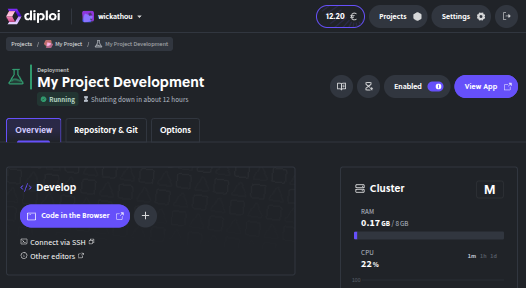 diploi
wickathou
12.20 €
Projects
Settings
Projects / My Project / My Project Development
Deployment
My Project Development
Running
Shutting down in about 12 hours
Enabled
View App
Overview
Repository & Git
Options
</> Develop
Code in the Browser
+
Connect via SSH
Other editors
Cluster
M
RAM
0.17 GB / 8 GB
CPU
22 %
1m 1h 1d
100